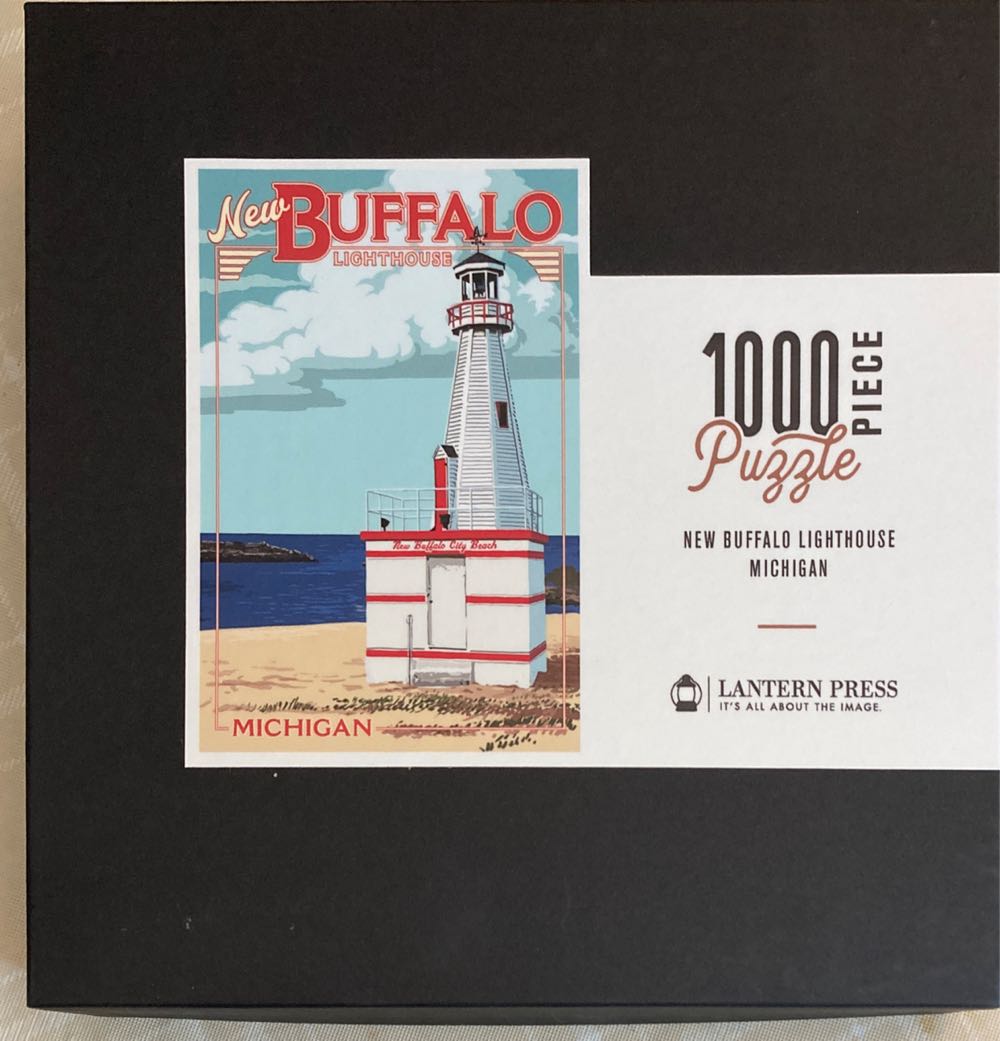 New BUFFALO
LIGHTHOUSE
New Buffalo City Beach
MICHIGAN
1000 PIECE
Puzzle
NEW BUFFALO LIGHTHOUSE
MICHIGAN
LANTERN PRESS
IT'S ALL ABOUT THE IMAGE.